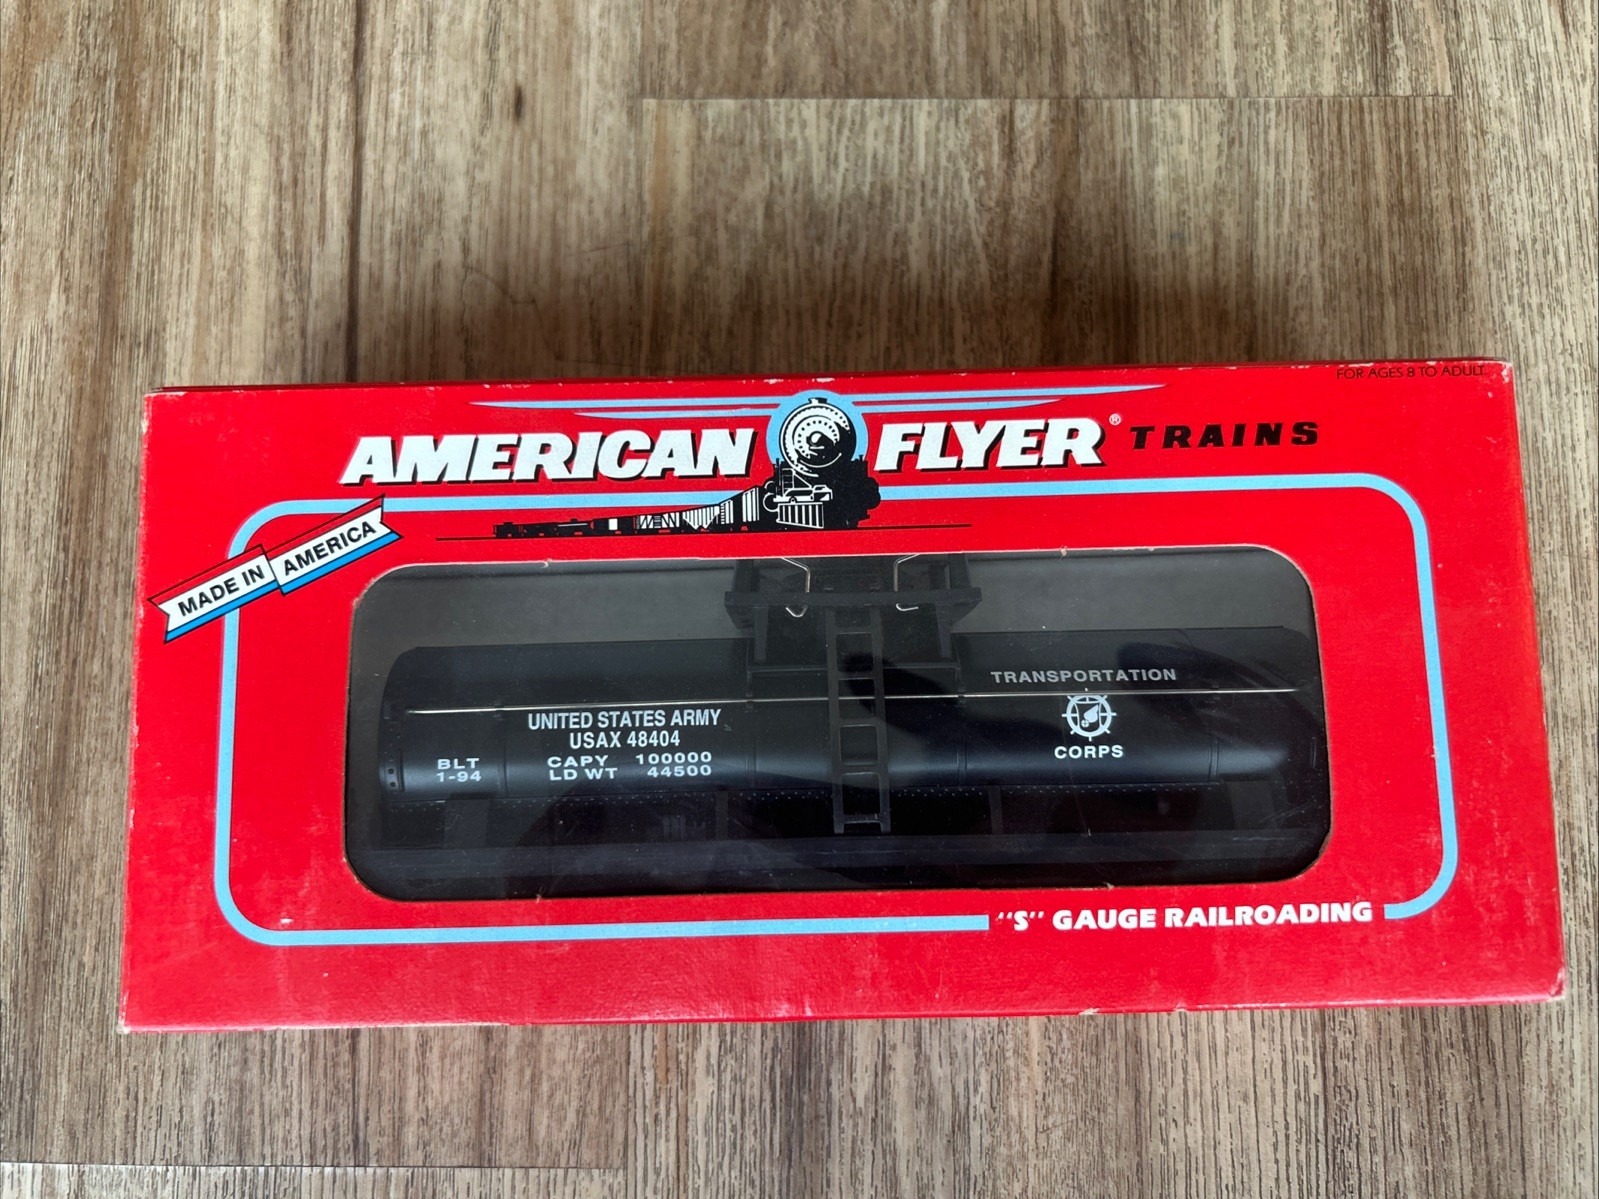 FOR AGES 8 TO ADULT.
AMERICAN FLYER® TRAINS
MADE IN AMERICA
TRANSPORTATION
CORPS
UNITED STATES ARMY
USAX 48404
BLT
1-94
CAPY 100000
LD WT 44500
"S" GAUGE RAILROADING